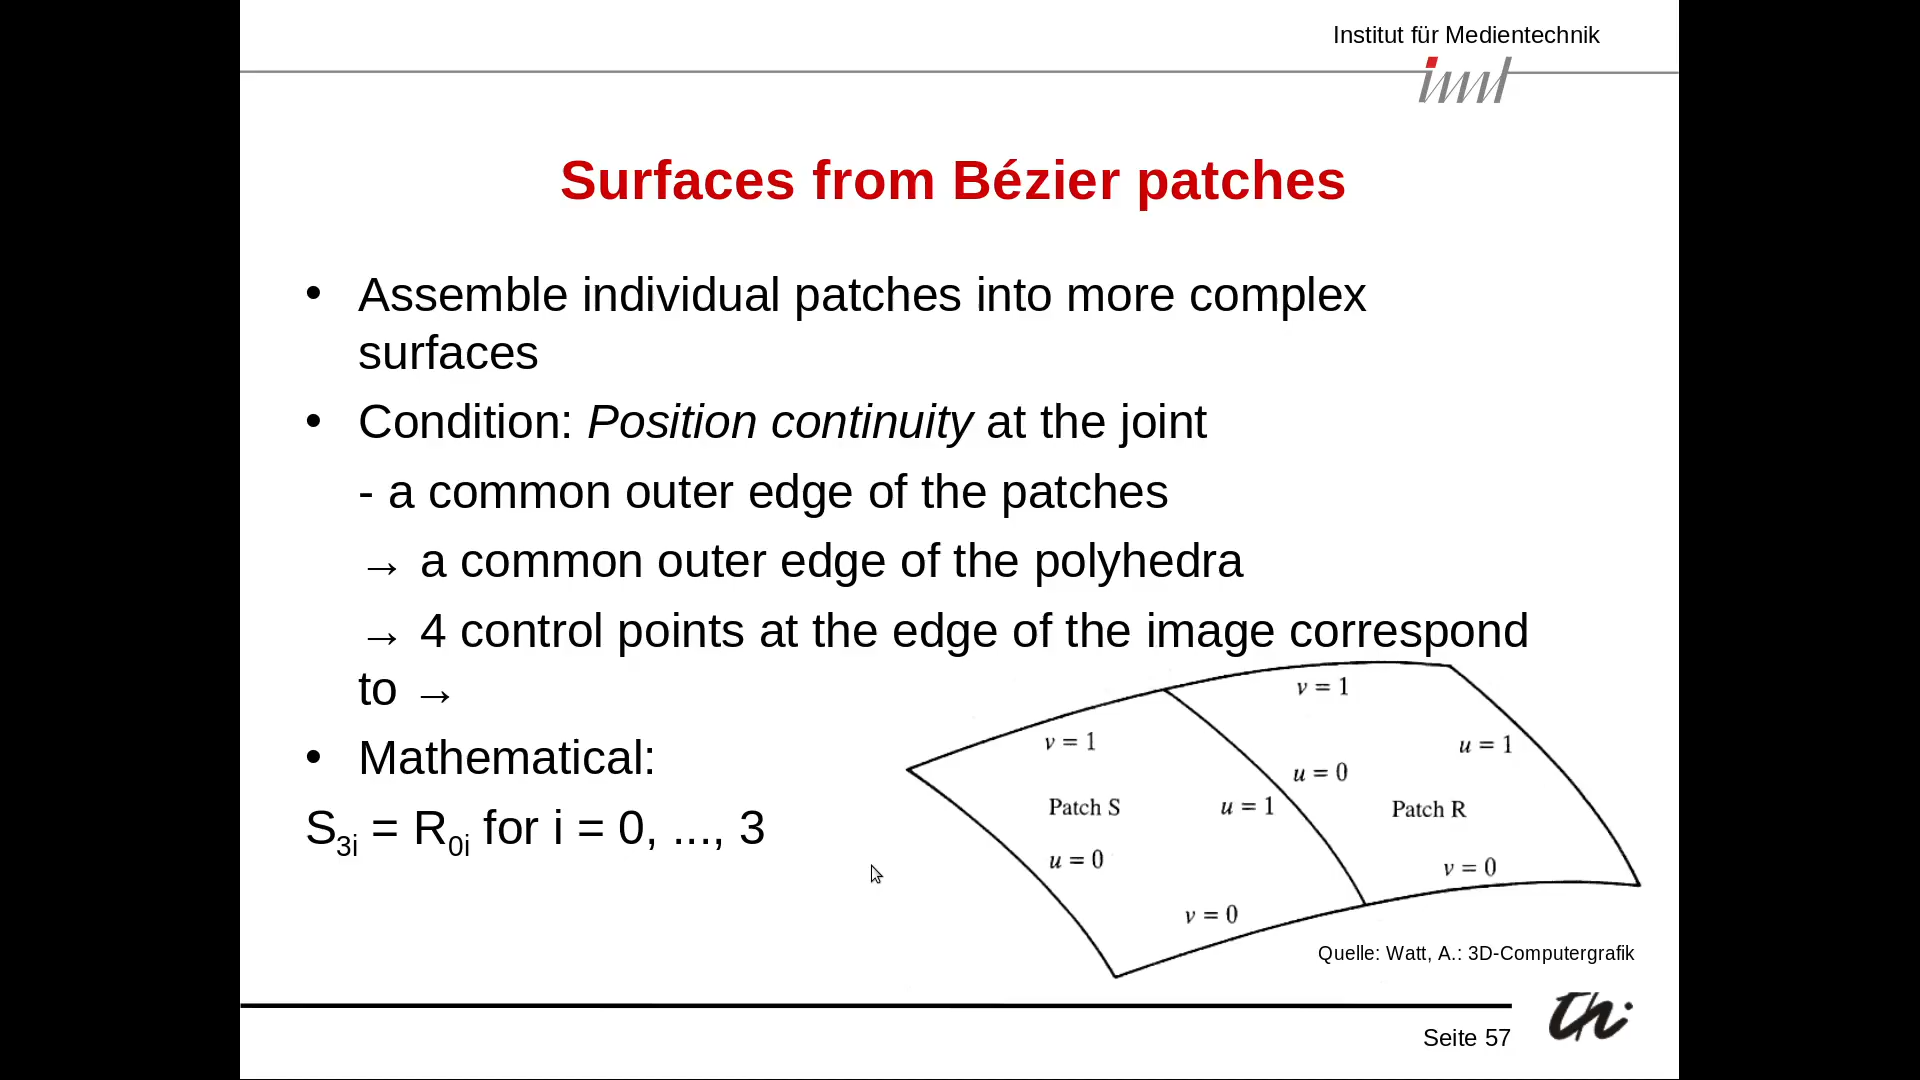 Institut für Medientechnik
Surfaces from Bézier patches
• Assemble individual patches into more complex
surfaces
• Condition: Position continuity at the joint
- a common outer edge of the patches
→ a common outer edge of the polyhedra
→ 4 control points at the edge of the image correspond
to →
• Mathematical:
S3i = R0i for i = 0, ..., 3
v = 1
v = 1
u = 1
u = 0
Patch S
u = 1
Patch R
u = 0
v = 0
v = 0
Quelle: Watt, A.: 3D-Computergrafik
Seite 57
th